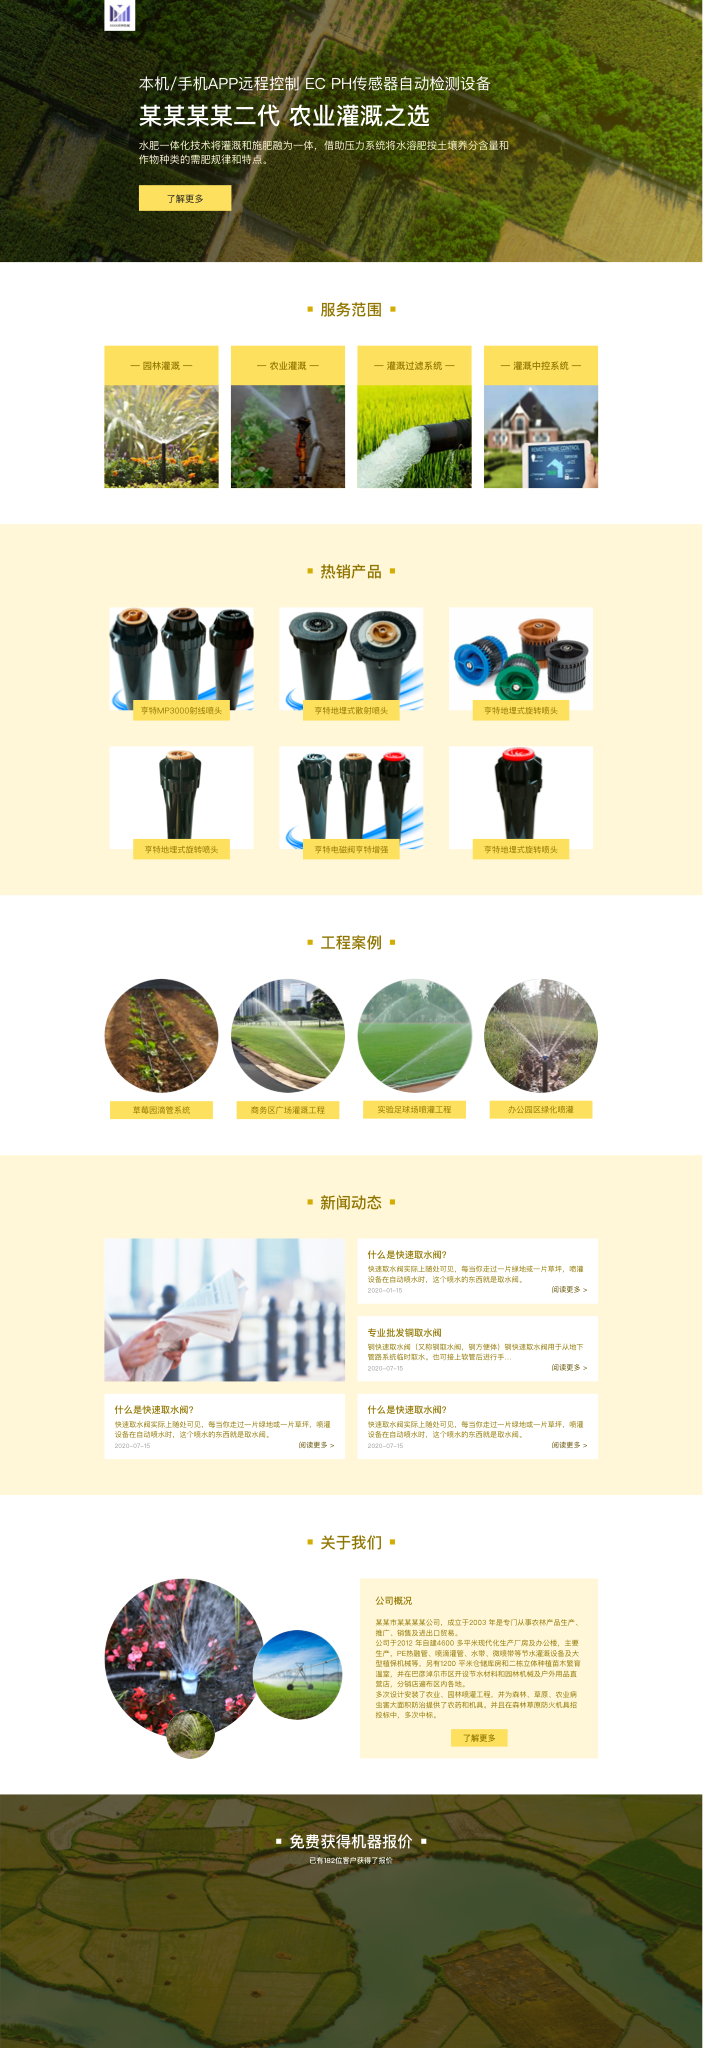 本机/手机APP远程控制 EC PH传感器自动检测设备
某某某某二代 农业灌溉之选
水肥一体化技术将灌溉和施肥融为一体，借助压力系统将水溶肥按土壤养分含量和
作物种类的需肥规律和特点。
了解更多
服务范围
— 园林灌溉 —
— 农业灌溉 —
— 灌溉过滤系统 —
— 灌溉中控系统 —
REMOTE HOME CONTROL
热销产品
亨特MP3000射线喷头
亨特地埋式散射喷头
亨特地埋式旋转喷头
亨特地埋式旋转喷头
亨特电磁阀亨特增强
亨特地埋式旋转喷头
工程案例
草莓园滴管系统
商务区广场灌溉工程
实验足球场喷灌工程
办公园区绿化喷灌
新闻动态
什么是快速取水阀？
快速取水阀实际上随处可见，每当你走过一片绿地或一片草坪，喷灌
设备在自动喷水时，这个喷水的东西就是取水阀。
2020-01-15
阅读更多 >
专业批发铜取水阀
铜快速取水阀（又称铜取水阀，铜方便体）铜快速取水阀用于从地下
管路系统临时取水。也可接上软管后进行手...
2020-07-15
阅读更多 >
什么是快速取水阀？
快速取水阀实际上随处可见，每当你走过一片绿地或一片草坪，喷灌
设备在自动喷水时，这个喷水的东西就是取水阀。
2020-07-15
阅读更多 >
什么是快速取水阀？
快速取水阀实际上随处可见，每当你走过一片绿地或一片草坪，喷灌
设备在自动喷水时，这个喷水的东西就是取水阀。
2020-07-15
阅读更多 >
关于我们
公司概况
某某市某某某某公司，成立于2003 年是专门从事农林产品生产、
推广、销售及进出口贸易。
公司于2012 年自建4600 多平米现代化生产厂房及办公楼，主要
生产，PE热融管、喷滴灌管、水带、微喷带等节水灌溉设备及大
型植保机械等，另有1200 平米仓储库房和二栋立体种植苗木繁育
温室，并在巴彦淖尔市区开设节水材料和园林机械及户外用品直
营店，分销店遍布区内各地。
多次设计安装了农业、园林喷灌工程，并为森林、草原、农业病
虫害大面积防治提供了农药和机具。并且在森林草原防火机具招
投标中，多次中标。
了解更多
免费获得机器报价
已有182位客户获得了报价